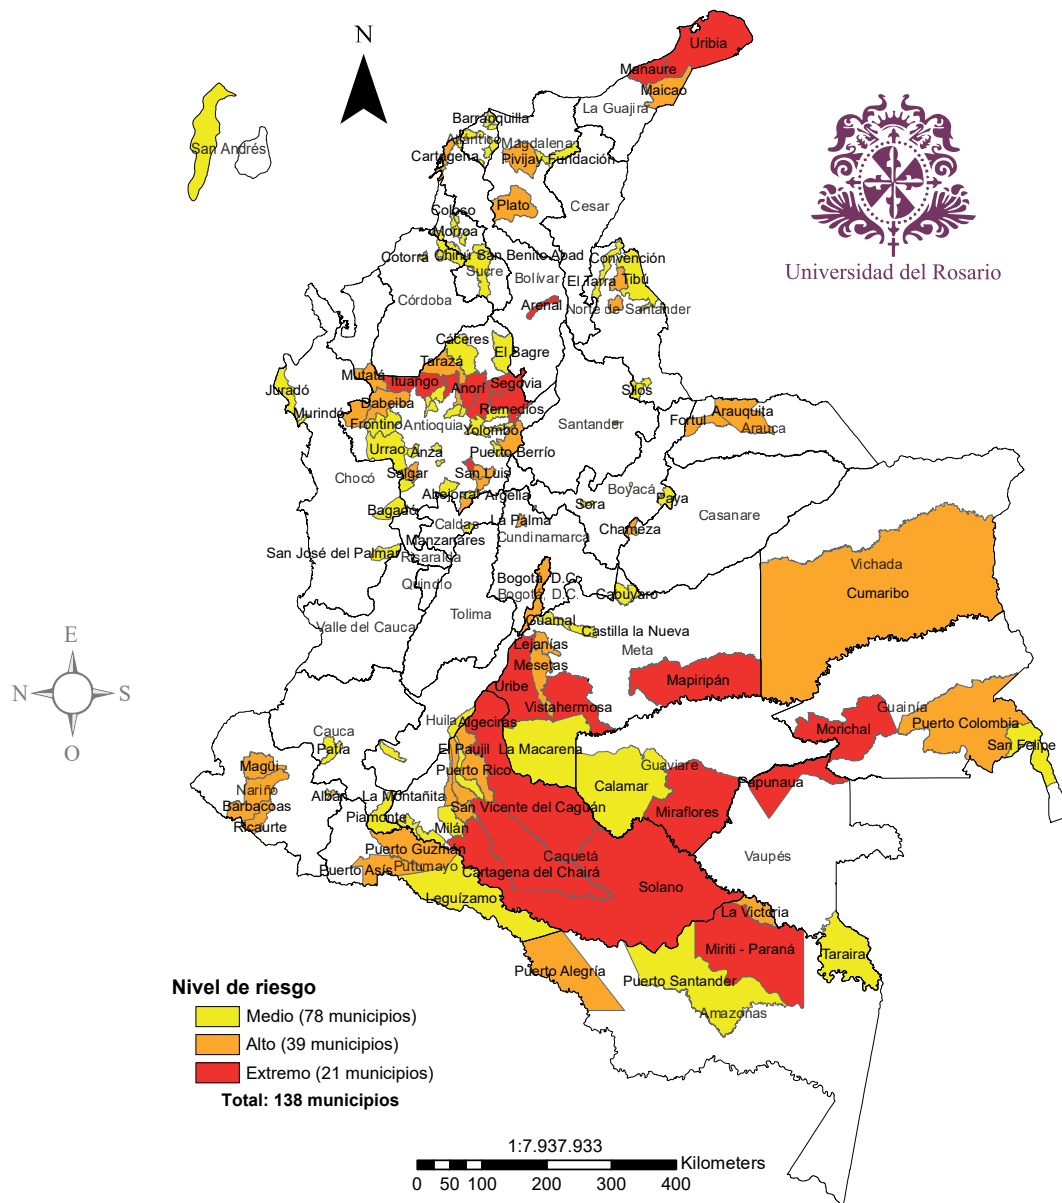 N
Uribia
Manaure
Maicao
La Guajira
Barranquilla
Atlántico
Magdalena
San Andrés
Cartagena
Pivijay
Fundación
Plato
Cesar
Universidad del Rosario
Coloso
Morroa
Cotorra
Chinú
San Benito Abad
Sucre
Convención
Bolívar
El Tarra
Tibú
Córdoba
Arenal
Norte de Santander
Cáceres
El Bagre
Tarazá
Mutatá
Ituango
Anorí
Segovia
Silos
Juradó
Dabeiba
Remedios
Murindó
Frontino
Antioquia
Yolombó
Santander
Fortul
Arauquita
Arauca
Urrao
Anza
Puerto Berrío
Chocó
Salgar
San Luis
Abejorral
Argelia
Boyacá
Paya
Bagadó
Sora
Casanare
Caldas
La Palma
Chameza
Manzanares
Cundinamarca
San José del Palmar
Risaralda
Vichada
Quindío
Bogotá D.C.
Bogotá D.C.
Cabuyaro
Cumaribo
Tolima
Guamal
Valle del Cauca
Castilla la Nueva
E
Lejanías
Meta
Mesetas
N
S
Uribe
Mapiripán
Vistahermosa
Guainía
O
Huila
Algeciras
Morichal
Puerto Colombia
Cauca
Patía
El Paujil
La Macarena
San Felipe
Magüi
Puerto Rico
Guaviare
Nariño
Calamar
Papunaua
Albán
La Montañita
Barbacoas
San Vicente del Caguán
Miraflores
Piamonte
Ricaurte
Milán
Puerto Guzmán
Caquetá
Vaupés
Puerto Asís
Putumayo
Cartagena del Chairá
Solano
Leguízamo
La Victoria
Miriti - Paraná
Taraira
Puerto Alegría
Puerto Santander
Amazonas
Nivel de riesgo
Medio (78 municipios)
Alto (39 municipios)
Extremo (21 municipios)
Total: 138 municipios
1:7.937.933
Kilometers
0 50 100 200 300 400